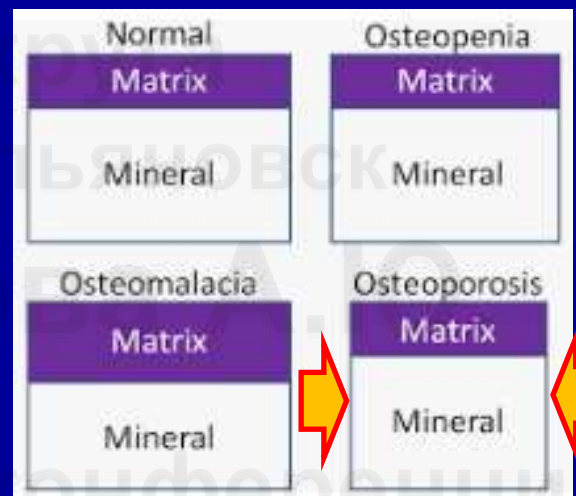 Normal
Osteopenia
Matrix
Matrix
Mineral
Mineral
Osteomalacia
Osteoporosis
Matrix
Matrix
Mineral
Mineral